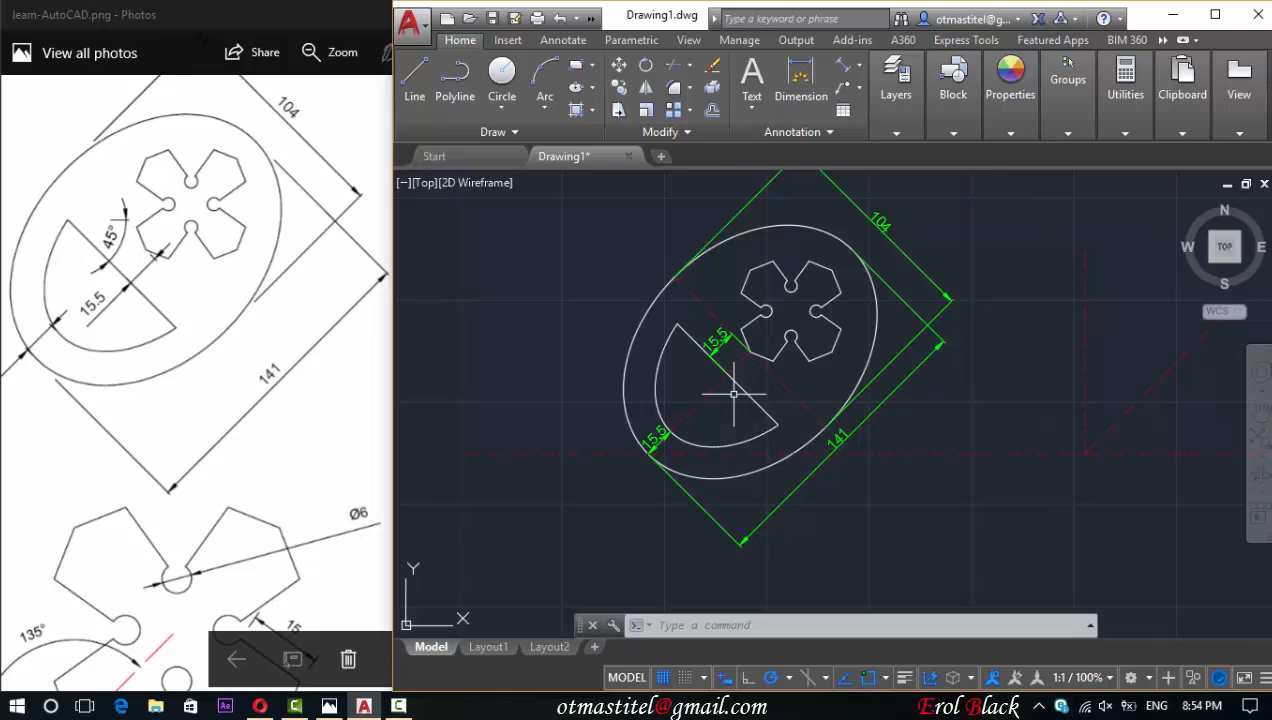 learn-AutoCAD.png - Photos
View all photos
Share
Zoom
104
45°
15.5
141
Ø6
135°
15
Drawing1.dwg
Type a keyword or phrase
otmastitel@g...
Home Insert Annotate Parametric View Manage Output Add-ins A360 Express Tools Featured Apps BIM 360
Line Polyline Circle Arc
Text Dimension
Layers Block Properties Groups Utilities Clipboard View
Draw Modify Annotation
Start Drawing1*
[−][Top][2D Wireframe]
N
W TOP E
S
WCS
104
15.5
15.5
141
Y
X
Type a command
Model Layout1 Layout2
MODEL 1:1 / 100%
otmastitel@gmail.com
Erol Black
ENG 8:54 PM